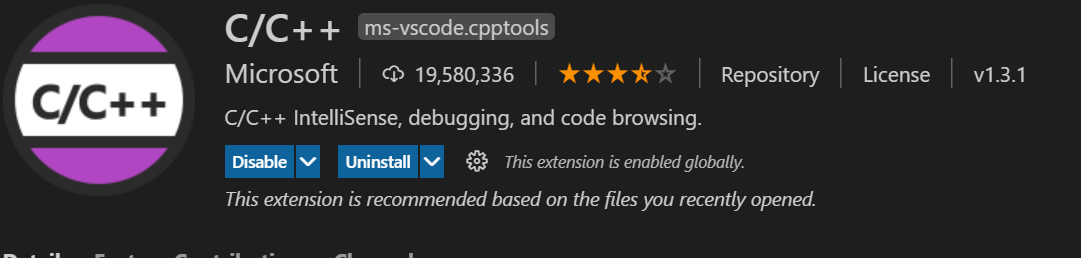 C/C++ ms-vscode.cpptools
C/C++
Microsoft 19,580,336 Repository License v1.3.1
C/C++ IntelliSense, debugging, and code browsing.
Disable Uninstall This extension is enabled globally.
This extension is recommended based on the files you recently opened.